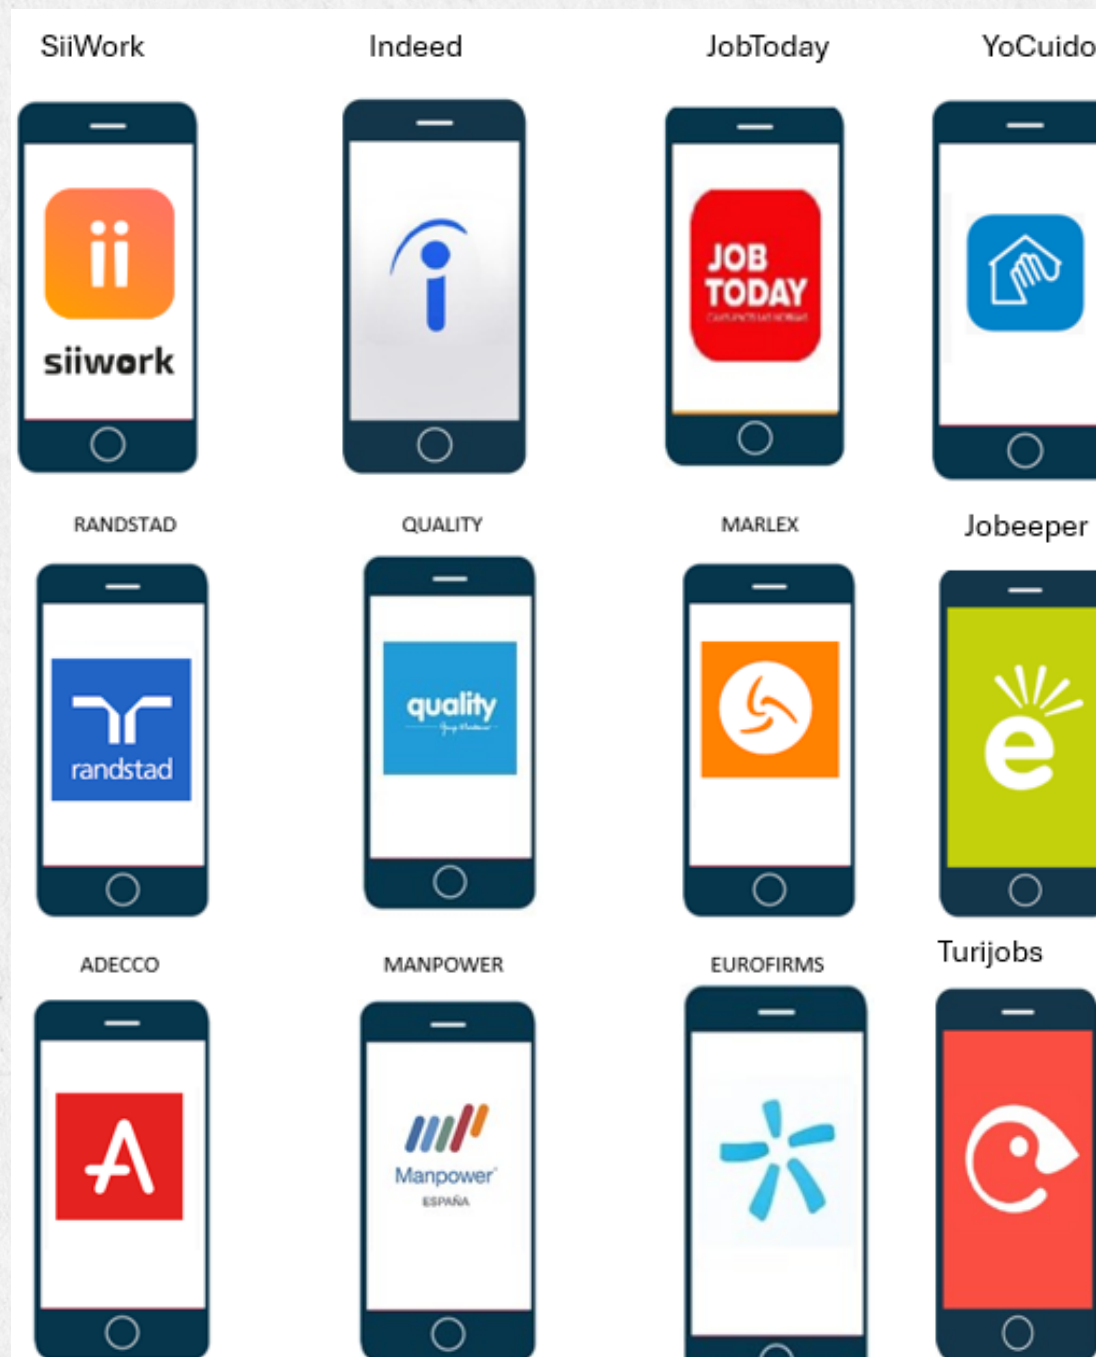 SiiWork
Indeed
JobToday
YoCuido
siiwork
JOB
TODAY
RANDSTAD
QUALITY
MARLEX
Jobeeper
randstad
quality
e
ADECCO
MANPOWER
EUROFIRMS
Turijobs
Manpower
ESPAÑA